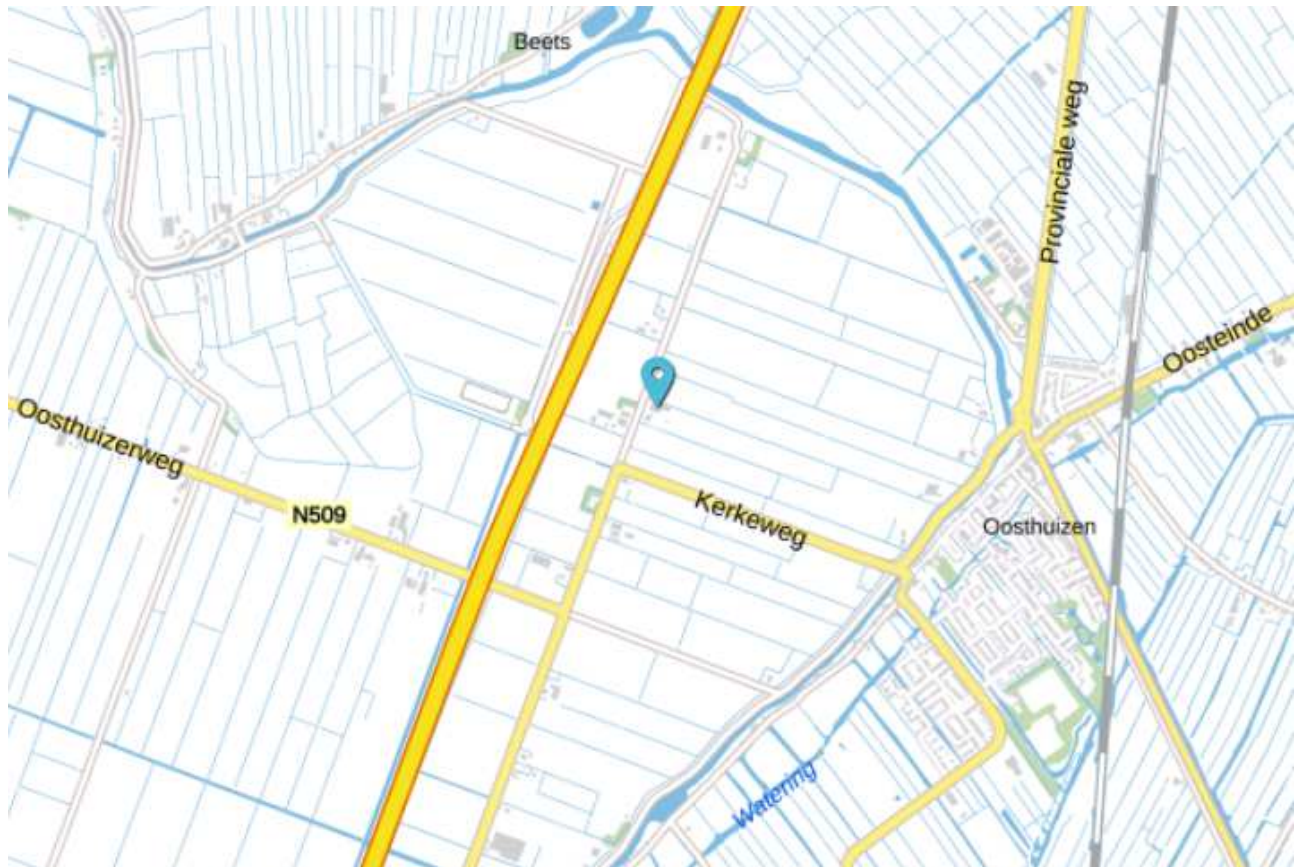 Beets
Provinciale weg
Oosteinde
Oosthuizerweg
N509
Kerkeweg
Oosthuizen
Watering